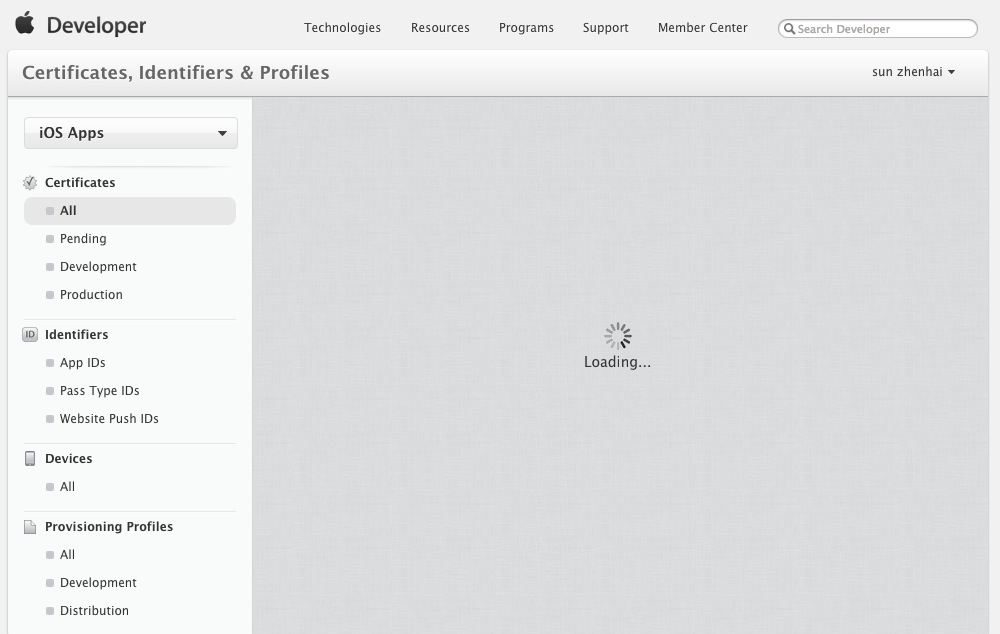 Developer
Technologies Resources Programs Support Member Center Search Developer
Certificates, Identifiers & Profiles
sun zhenhai
iOS Apps
Certificates
All
Pending
Development
Production
ID Identifiers
App IDs
Pass Type IDs
Website Push IDs
Devices
All
Provisioning Profiles
All
Development
Distribution
Loading...